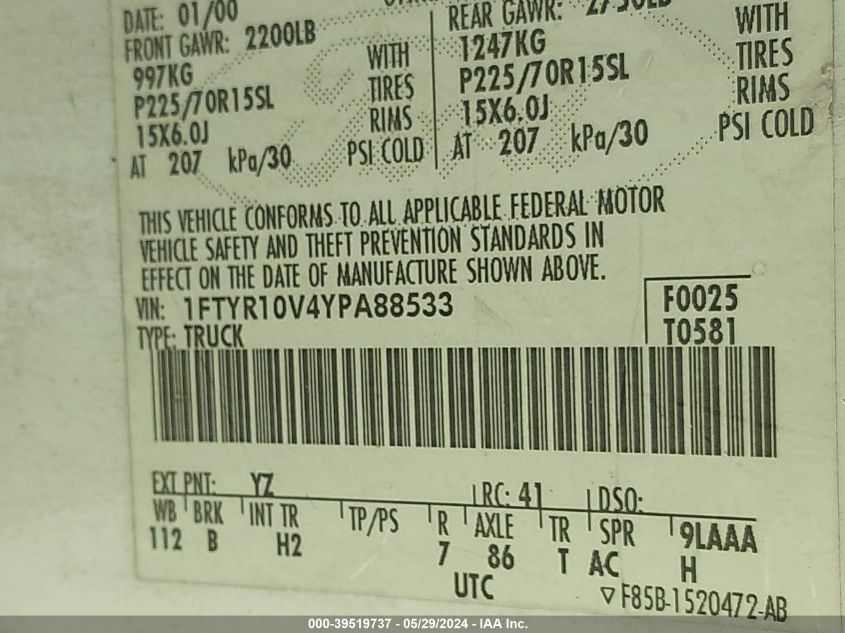 DATE: 01/00
FRONT GAWR: 2200LB
997KG WITH
P225/70R15SL TIRES
15X6.0J RIMS
AT 207 kPa/30 PSI COLD
REAR GAWR: 2750LB
1247KG WITH
P225/70R15SL TIRES
15X6.0J RIMS
AT 207 kPa/30 PSI COLD
THIS VEHICLE CONFORMS TO ALL APPLICABLE FEDERAL MOTOR
VEHICLE SAFETY AND THEFT PREVENTION STANDARDS IN
EFFECT ON THE DATE OF MANUFACTURE SHOWN ABOVE.
VIN: 1FTYR10V4YPA88533
TYPE: TRUCK
F0025
T0581
EXT PNT: YZ RC: 41 DSO:
WB BRK INT TR TP/PS R AXLE TR SPR 9LAAA
112 B H2 7 86 T AC H
UTC
▽ F85B-1520472-AB
000-39519737 - 05/29/2024 - IAA Inc.